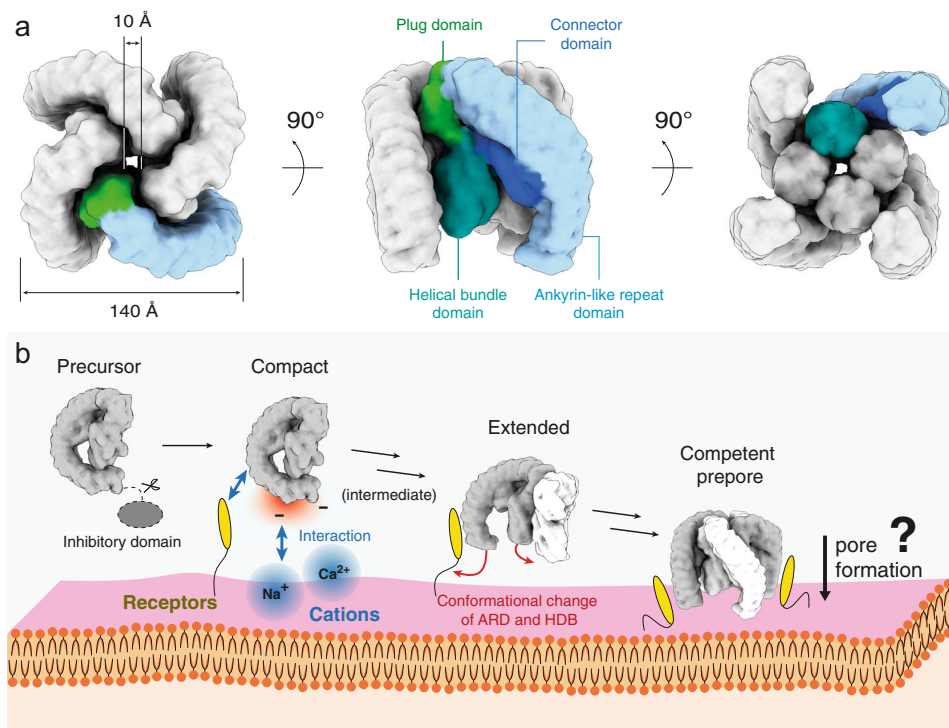 a
10 Å
140 Å
90°
Plug domain
Connector
domain
Helical bundle
domain
Ankyrin-like repeat
domain
90°
b
Precursor
Inhibitory domain
Compact
- -
Interaction
Receptors
Na+
Ca2+
Cations
(intermediate)
Extended
Conformational change
of ARD and HDB
Competent
prepore
pore ?
formation